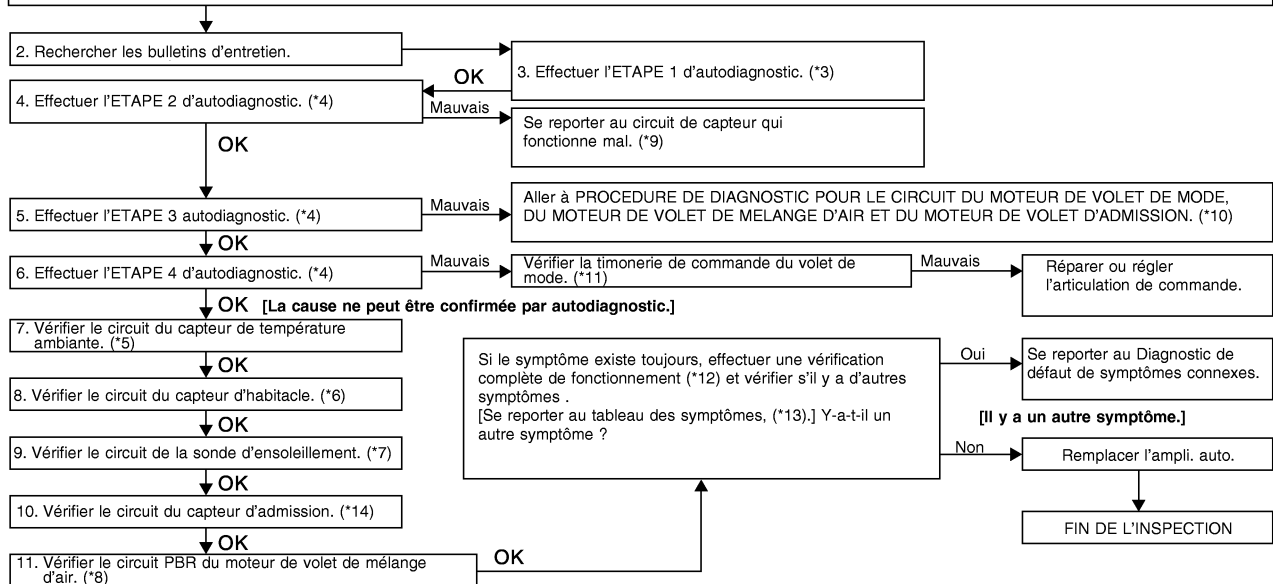 2. Rechercher les bulletins d'entretien.
3. Effectuer l'ETAPE 1 d'autodiagnostic. (*3)
OK
4. Effectuer l'ETAPE 2 d'autodiagnostic. (*4)
Mauvais
Se reporter au circuit de capteur qui
fonctionne mal. (*9)
OK
5. Effectuer l'ETAPE 3 autodiagnostic. (*4)
Mauvais
Aller à PROCEDURE DE DIAGNOSTIC POUR LE CIRCUIT DU MOTEUR DE VOLET DE MODE,
DU MOTEUR DE VOLET DE MELANGE D'AIR ET DU MOTEUR DE VOLET D'ADMISSION. (*10)
OK
6. Effectuer l'ETAPE 4 d'autodiagnostic. (*4)
Mauvais
Vérifier la timonerie de commande du volet de
mode. (*11)
Mauvais
Réparer ou régler
l'articulation de commande.
OK [La cause ne peut être confirmée par autodiagnostic.]
7. Vérifier le circuit du capteur de température
ambiante. (*5)
OK
8. Vérifier le circuit du capteur d'habitacle. (*6)
OK
9. Vérifier le circuit de la sonde d'ensoleillement. (*7)
OK
10. Vérifier le circuit du capteur d'admission. (*14)
OK
11. Vérifier le circuit PBR du moteur de volet de mélange
d'air. (*8)
OK
Si le symptôme existe toujours, effectuer une vérification
complète de fonctionnement (*12) et vérifier s'il y a d'autres
symptômes .
[Se reporter au tableau des symptômes, (*13).] Y-a-t-il un
autre symptôme ?
Oui
Se reporter au Diagnostic de
défaut de symptômes connexes.
[Il y a un autre symptôme.]
Non
Remplacer l'ampli. auto.
FIN DE L'INSPECTION